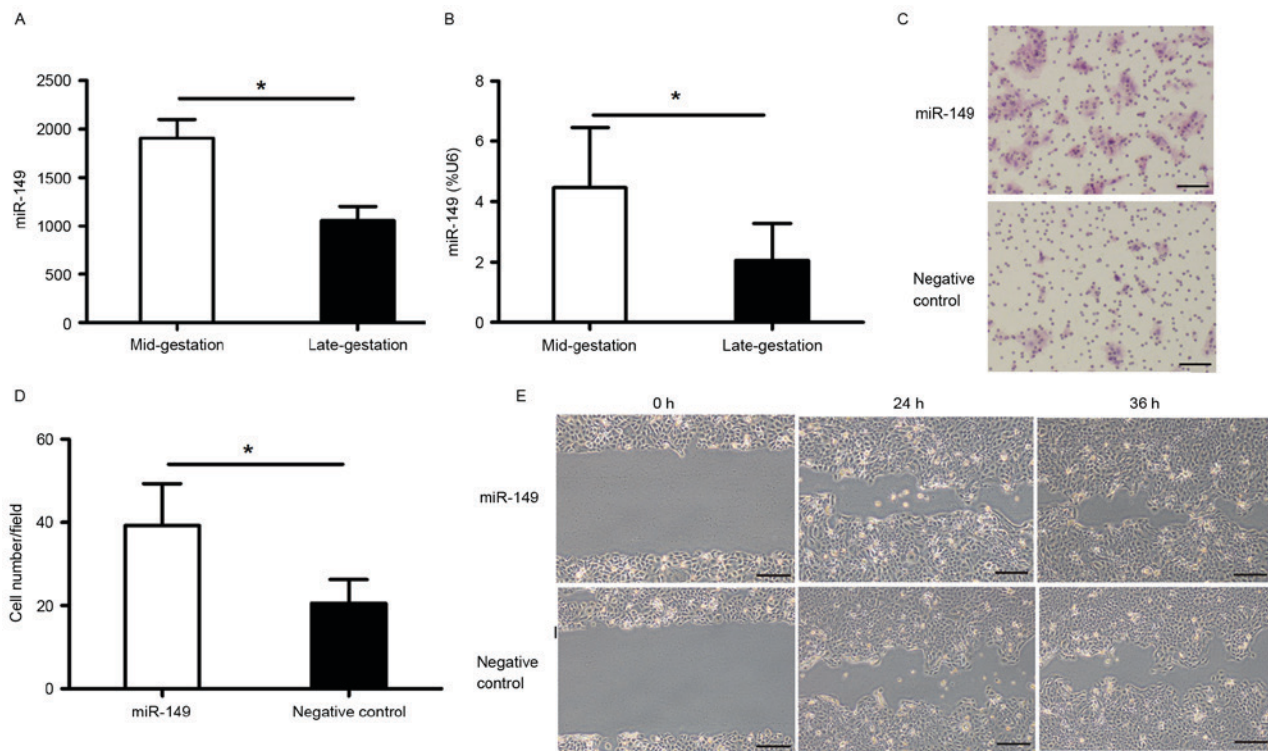 A
2500
2000
1500
1000
500
0
miR-149
*
Mid-gestation
Late-gestation
B
8
6
4
2
0
miR-149 (%U6)
*
Mid-gestation
Late-gestation
C
miR-149
Negative
control
D
60
40
20
0
Cell number/field
*
miR-149
Negative control
E
0 h
24 h
36 h
miR-149
Negative
control